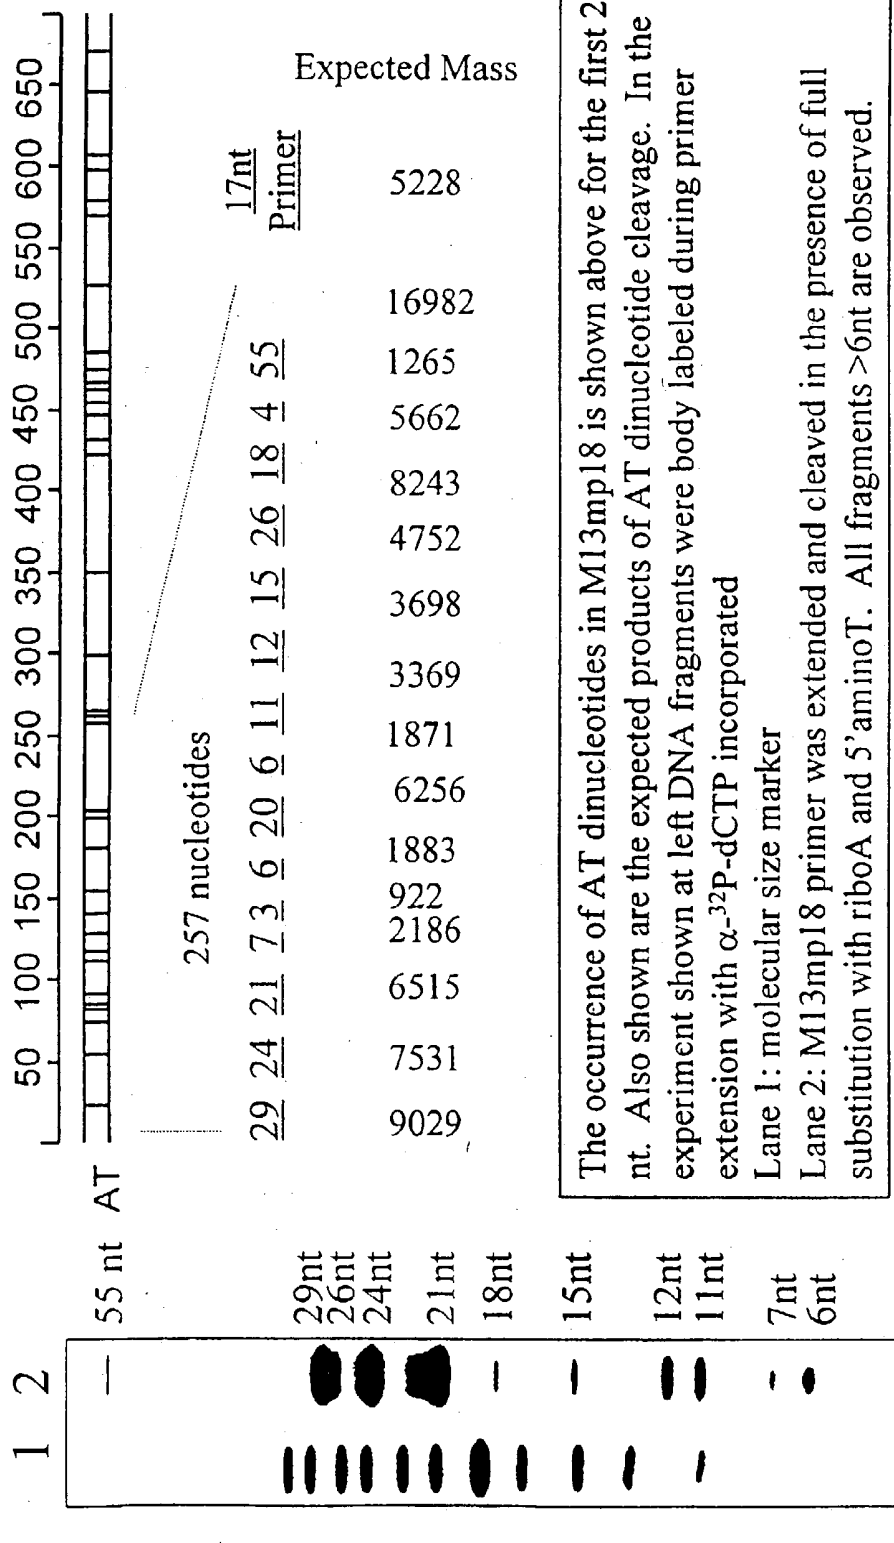 50 100 150 200 250 300 350 400 450 500 550 600 650
AT
257 nucleotides
29 24 21 7 3 6 20 6 11 12 15 26 18 4 55
17nt
Primer
Expected Mass
9029 7531 6515 2186 922 1883 6256 1871 3369 3698 4752 8243 5662 1265 16982 5228
1 2
55 nt
29nt
26nt
24nt
21nt
18nt
15nt
12nt
11nt
7nt
6nt
The occurrence of AT dinucleotides in M13mp18 is shown above for the first 2
nt. Also shown are the expected products of AT dinucleotide cleavage. In the
experiment shown at left DNA fragments were body labeled during primer
extension with α-³²P-dCTP incorporated
Lane 1: molecular size marker
Lane 2: M13mp18 primer was extended and cleaved in the presence of full
substitution with riboA and 5'aminoT. All fragments >6nt are observed.